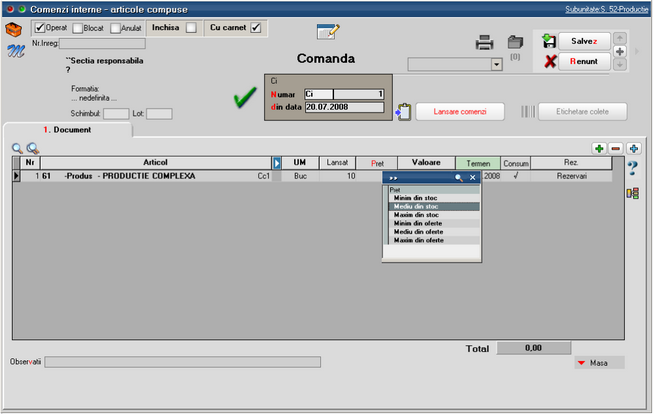 Comenzi interne - articole compuse
Subunitate:S_52-Productie
Operat Blocat Anulat Inchisa Cu carnet
Nr.Inreg:
``Sectia responsabila
?
Formatia:
... nedefinita ...
Schimbul: Lot:
Comanda
Ci
Numar Ci 1
din data 20.07.2008
(0)
Salvez
Renunt
Lansare comenzi
Etichetare colete
1. Document
Nr Articol UM Lansat Pret Valoare Termen Consum Rez.
1 61 -Produs - PRODUCTIE COMPLEXA Cc1 Buc 10 .2008 √ Rezervari
Pret
Minim din stoc
Mediu din stoc
Maxim din stoc
Minim din oferte
Mediu din oferte
Maxim din oferte
Total 0,00
Observatii
Masa